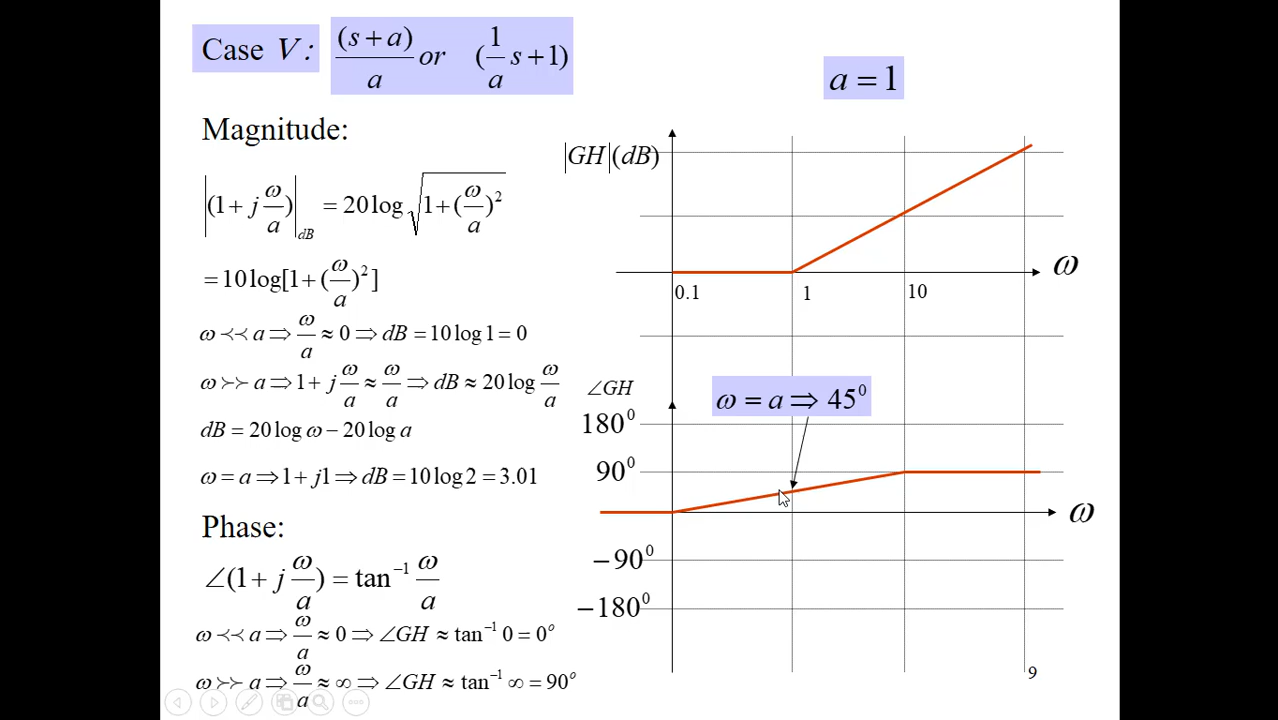 Case V: (s + a)/a or (1/a s + 1)
a = 1
Magnitude:
|(1 + j ω/a)|dB = 20 log √(1 + (ω/a)²)
= 10 log[1 + (ω/a)²]
ω ≺≺ a ⇒ ω/a ≈ 0 ⇒ dB = 10 log 1 = 0
ω ≻≻ a ⇒ 1 + j ω/a ≈ ω/a ⇒ dB ≈ 20 log ω/a
dB = 20 log ω − 20 log a
ω = a ⇒ 1 + j1 ⇒ dB = 10 log 2 = 3.01
Phase:
∠(1 + j ω/a) = tan⁻¹ ω/a
ω ≺≺ a ⇒ ω/a ≈ 0 ⇒ ∠GH ≈ tan⁻¹ 0 = 0°
ω ≻≻ a ⇒ ω/a ≈ ∞ ⇒ ∠GH ≈ tan⁻¹ ∞ = 90°
|GH|(dB)
ω
0.1
1
10
∠GH
ω = a ⇒ 45⁰
180⁰
90⁰
ω
−90⁰
−180⁰
9